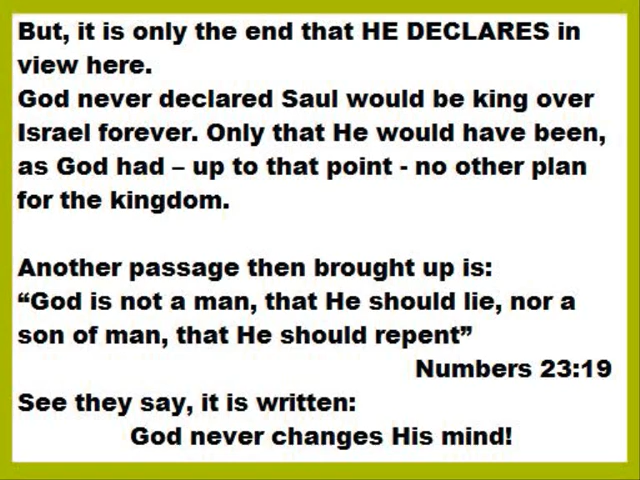 But, it is only the end that HE DECLARES in
view here.
God never declared Saul would be king over
Israel forever. Only that He would have been,
as God had – up to that point - no other plan
for the kingdom.
Another passage then brought up is:
“God is not a man, that He should lie, nor a
son of man, that He should repent”
Numbers 23:19
See they say, it is written:
God never changes His mind!